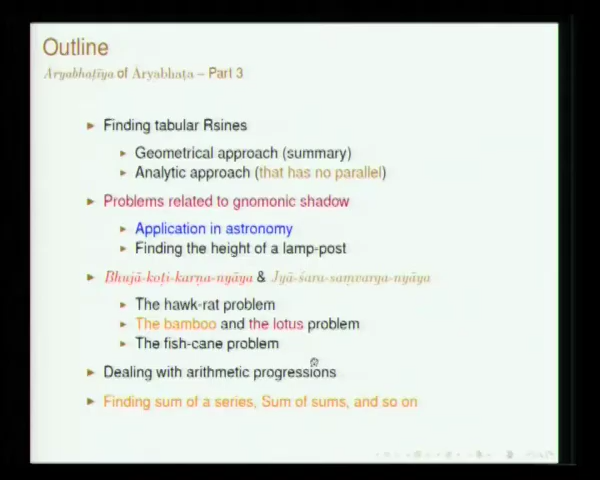 Outline
Āryabhaṭīya of Āryabhaṭa – Part 3
Finding tabular Rsines
Geometrical approach (summary)
Analytic approach (that has no parallel)
Problems related to gnomonic shadow
Application in astronomy
Finding the height of a lamp-post
Bhujā-koṭi-karṇa-nyāya & Jyā-śara-saṃvarga-nyāya
The hawk-rat problem
The bamboo and the lotus problem
The fish-cane problem
Dealing with arithmetic progressions
Finding sum of a series, Sum of sums, and so on